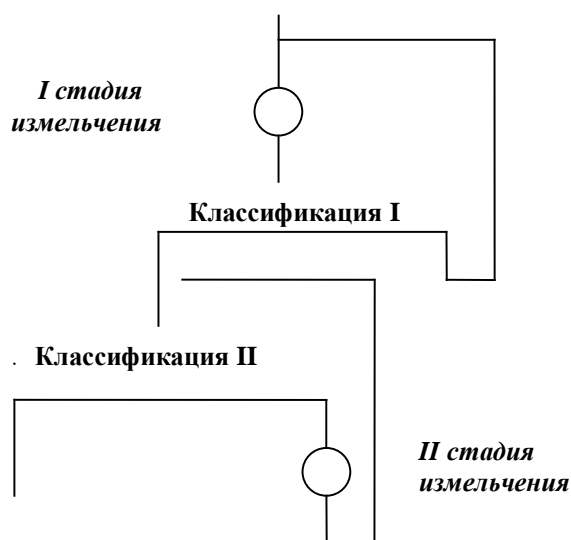 I стадия
измельчения
Классификация I
. Классификация II
II стадия
измельчения